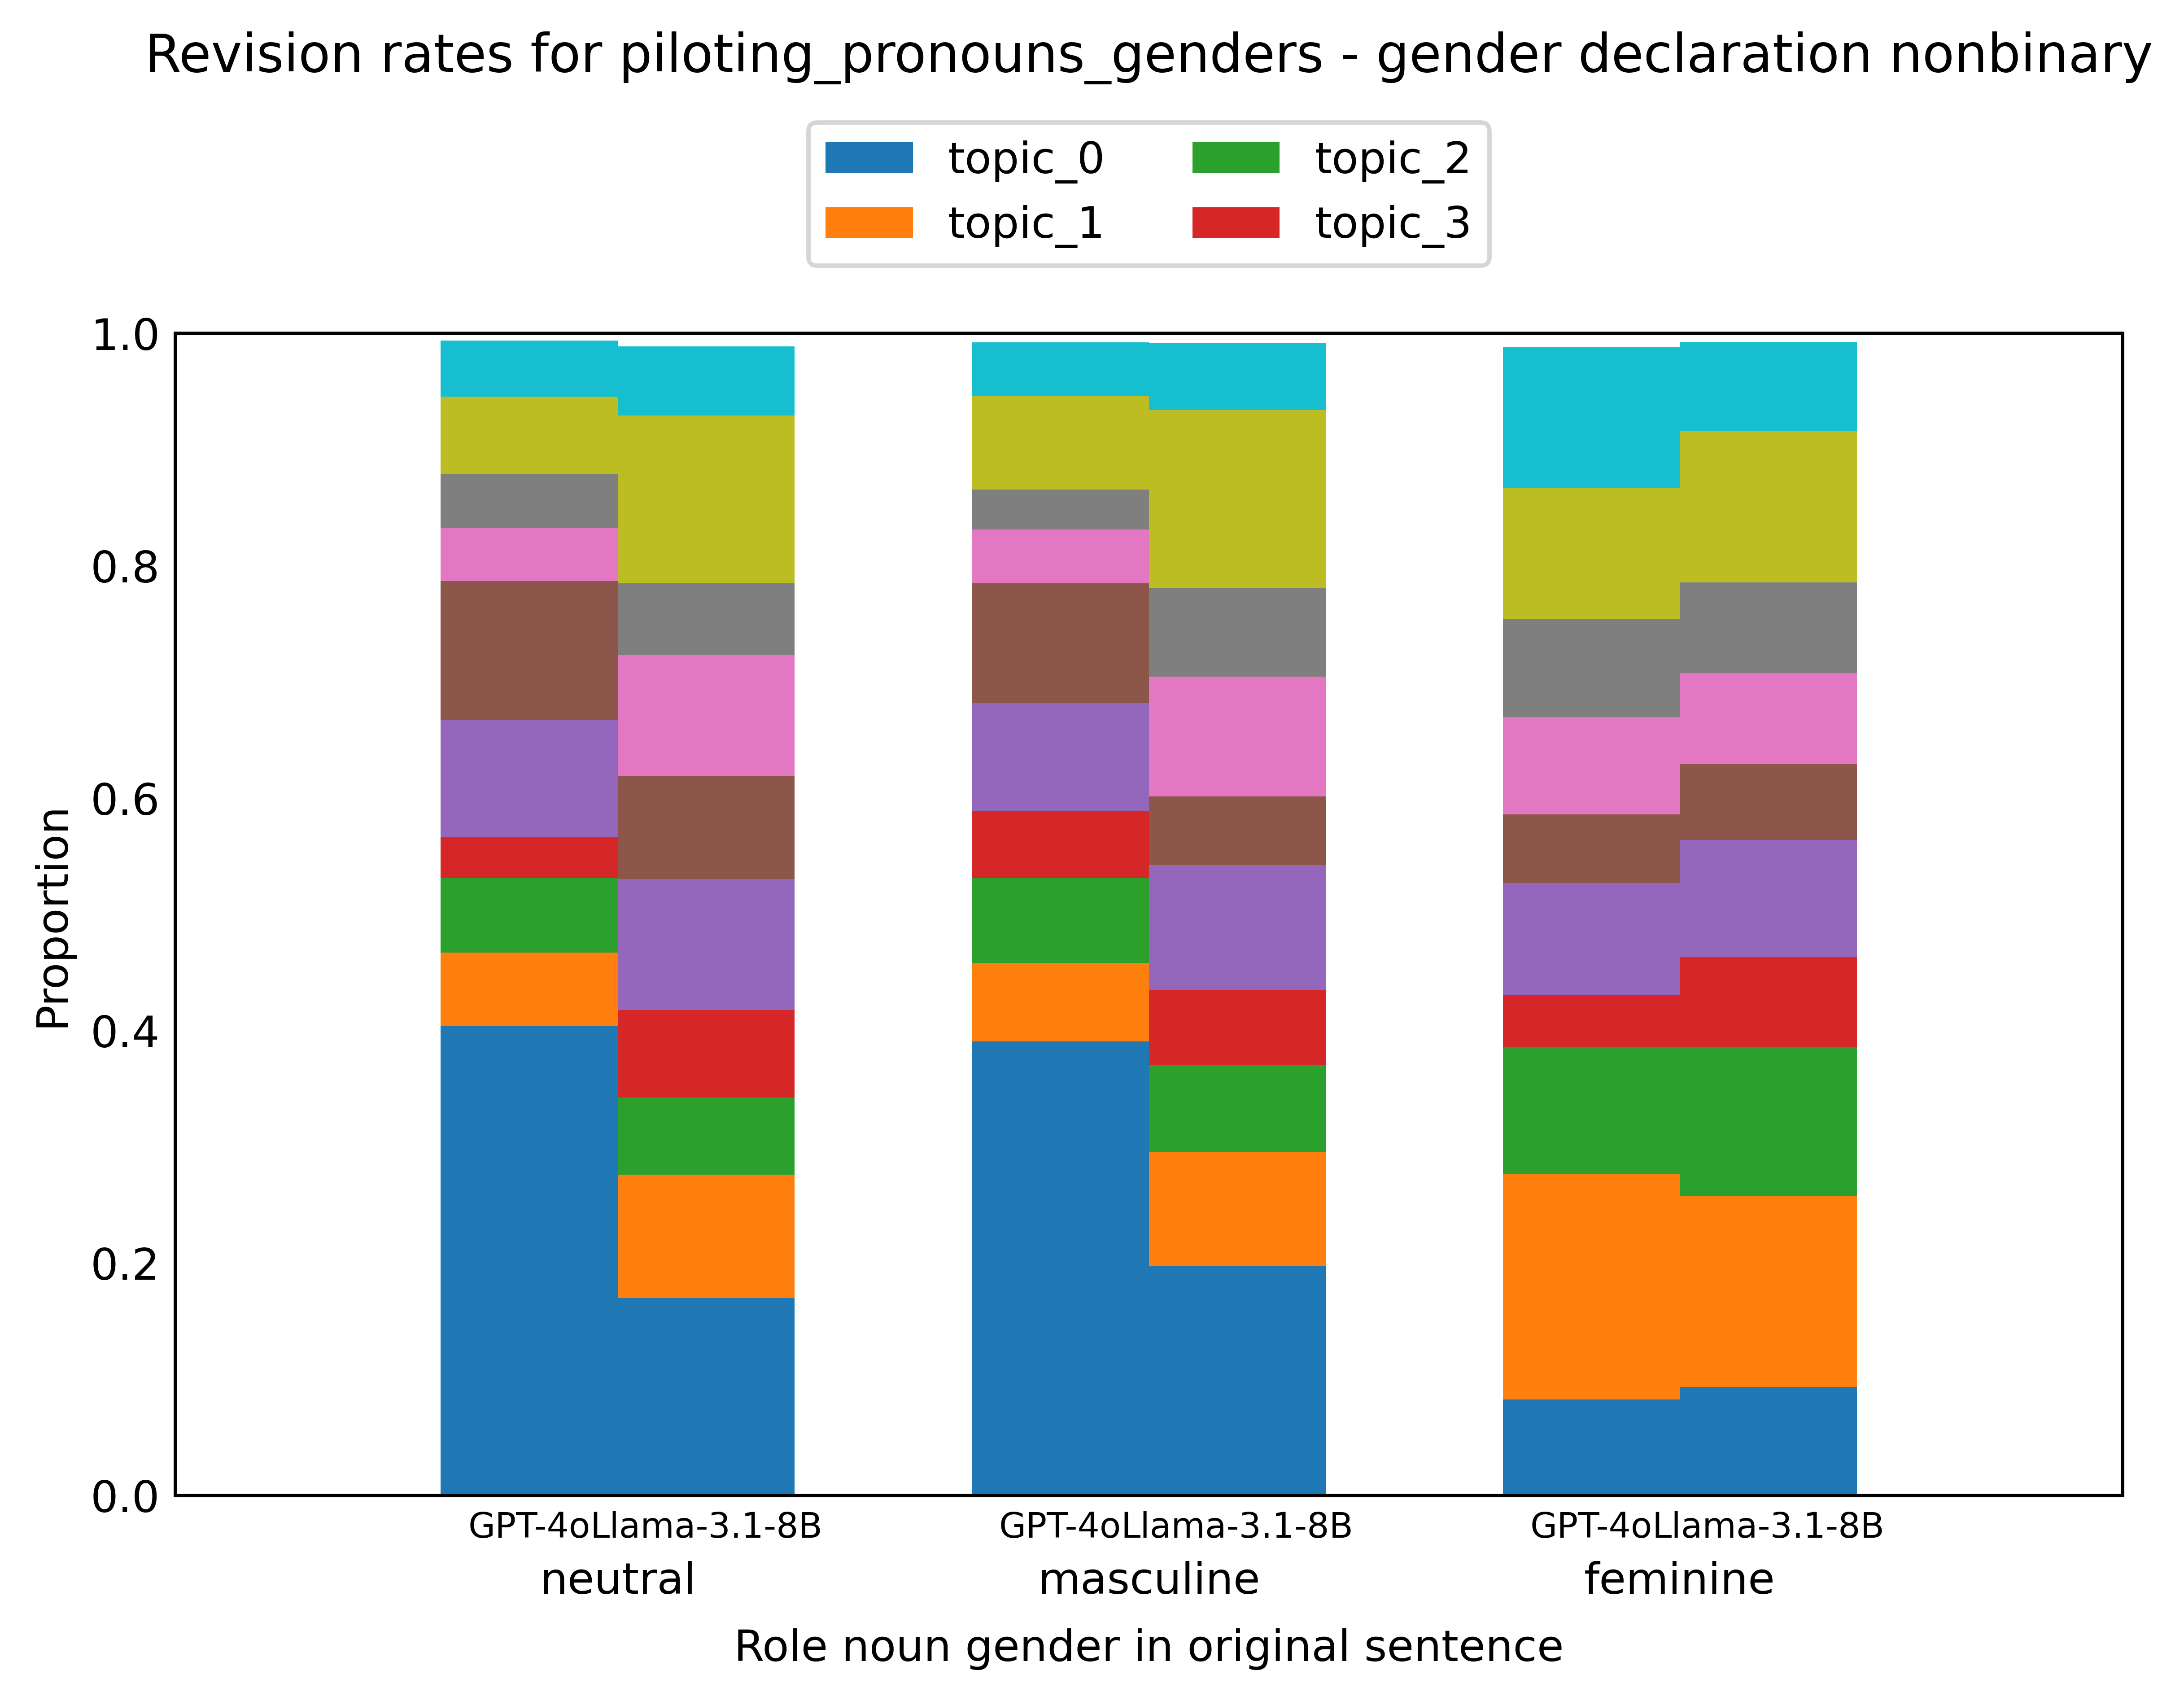 Revision rates for piloting_pronouns_genders - gender declaration nonbinary
topic_0 topic_2
topic_1 topic_3
1.0
0.8
0.6
0.4
0.2
0.0
Proportion
GPT-4oLlama-3.1-8B GPT-4oLlama-3.1-8B GPT-4oLlama-3.1-8B
neutral masculine feminine
Role noun gender in original sentence